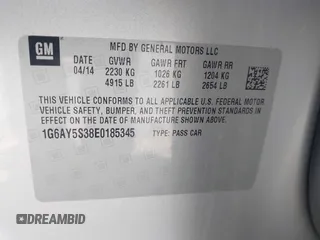 GM
MFD BY GENERAL MOTORS LLC
DATE GVWR GAWR FRT GAWR RR
04/14 2230 KG 1026 KG 1204 KG
4915 LB 2261 LB 2654 LB
THIS VEHICLE CONFORMS TO ALL APPLICABLE U.S. FEDERAL MOTOR
VEHICLE SAFETY, BUMPER, AND THEFT PREVENTION STANDARDS
IN EFFECT ON THE DATE OF MANUFACTURE SHOWN ABOVE.
1G6AY5S38E0185345 TYPE: PASS CAR
DREAMBID